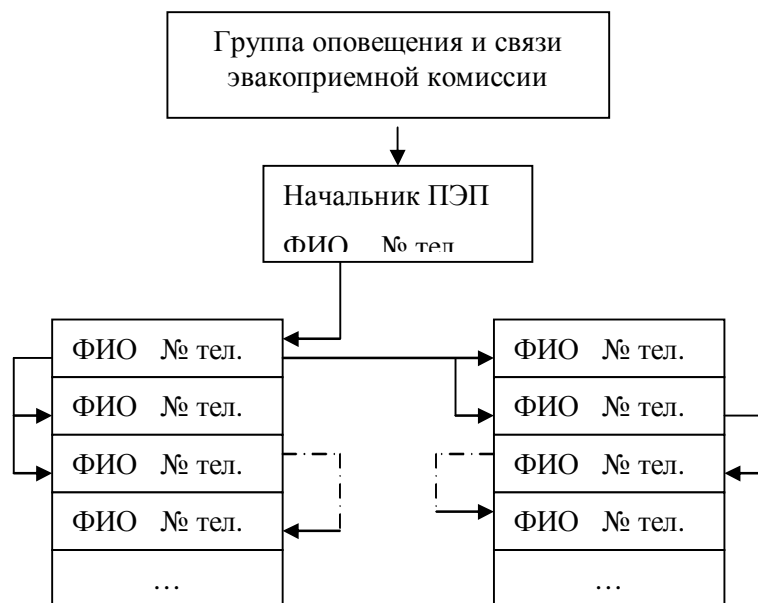 Группа оповещения и связи
эвакоприемной комиссии
Начальник ПЭП
ФИО № тел
ФИО № тел.
ФИО № тел.
ФИО № тел.
ФИО № тел.
…
ФИО № тел.
ФИО № тел.
ФИО № тел.
ФИО № тел.
…